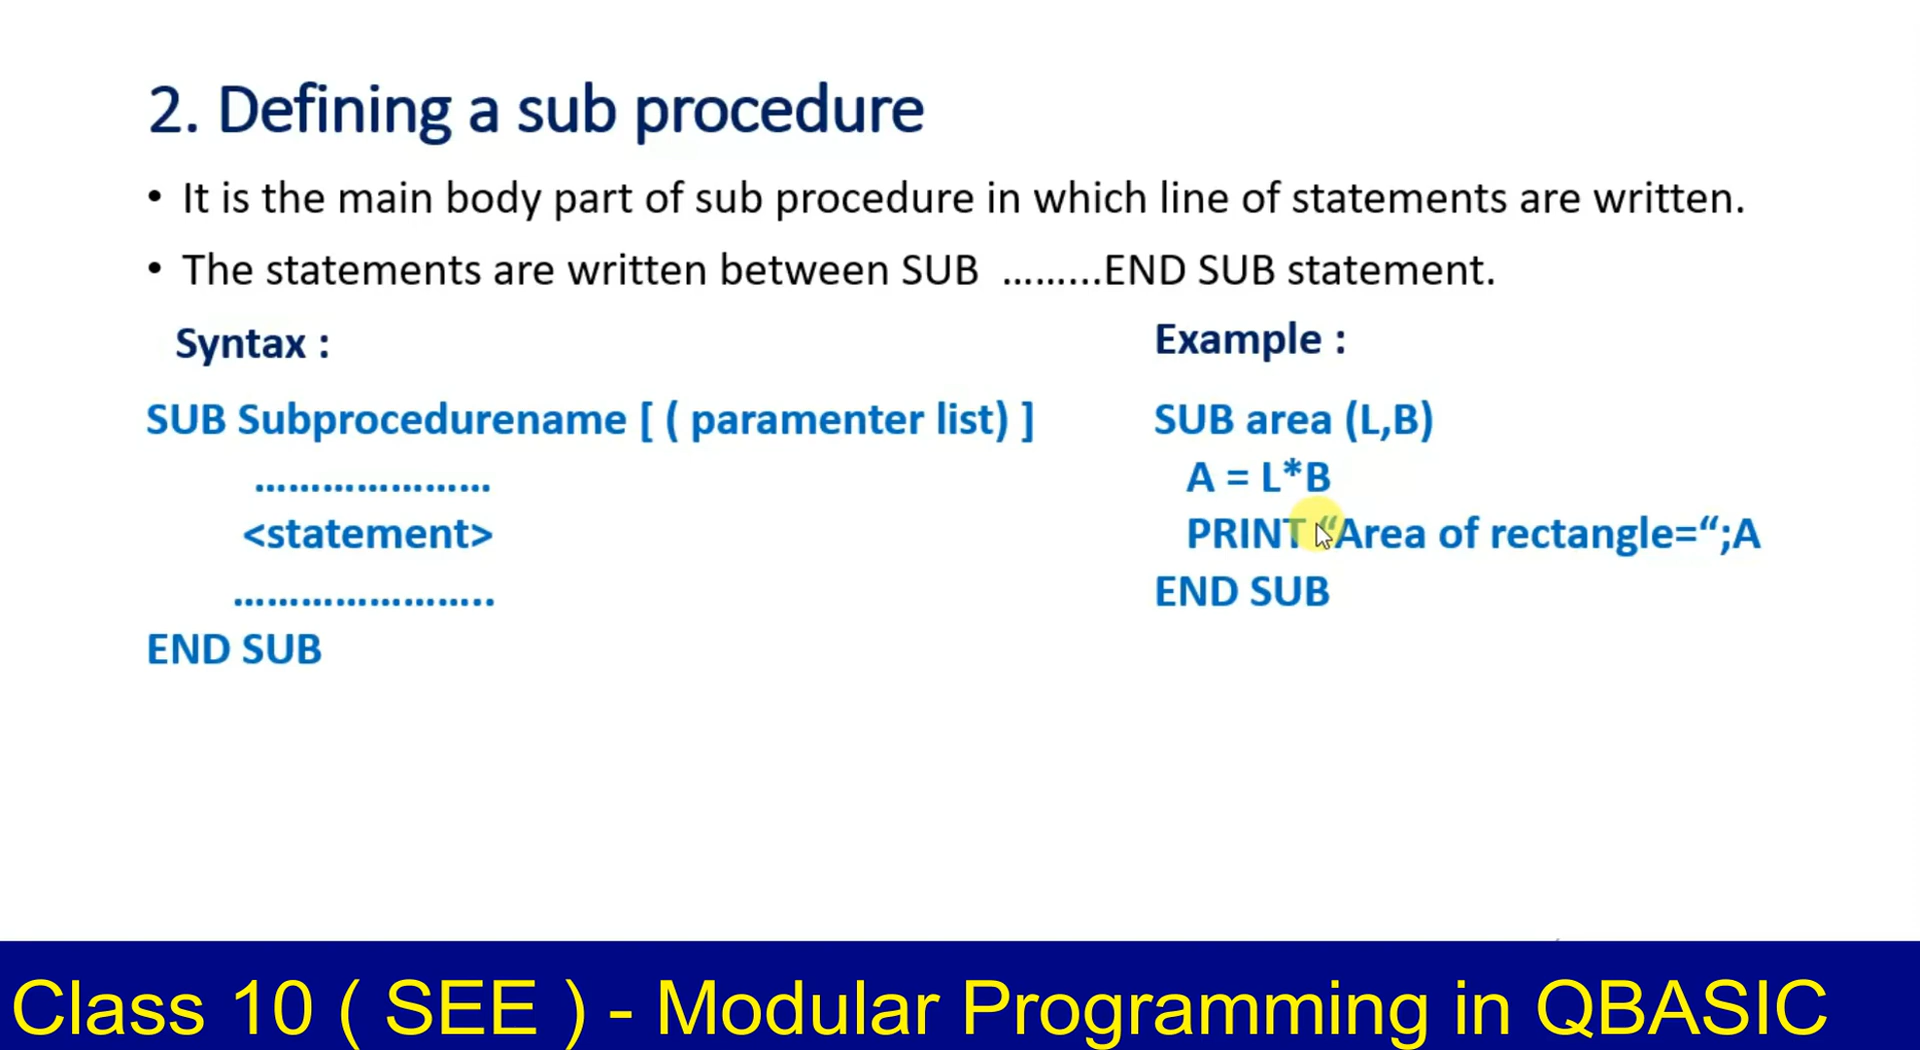 2. Defining a sub procedure
• It is the main body part of sub procedure in which line of statements are written.
• The statements are written between SUB ………END SUB statement.
Syntax :
SUB Subprocedurename [ ( paramenter list) ]
…………………
<statement>
…………………..
END SUB
Example :
SUB area (L,B)
A = L*B
PRINT “Area of rectangle=“;A
END SUB
Class 10 ( SEE ) - Modular Programming in QBASIC